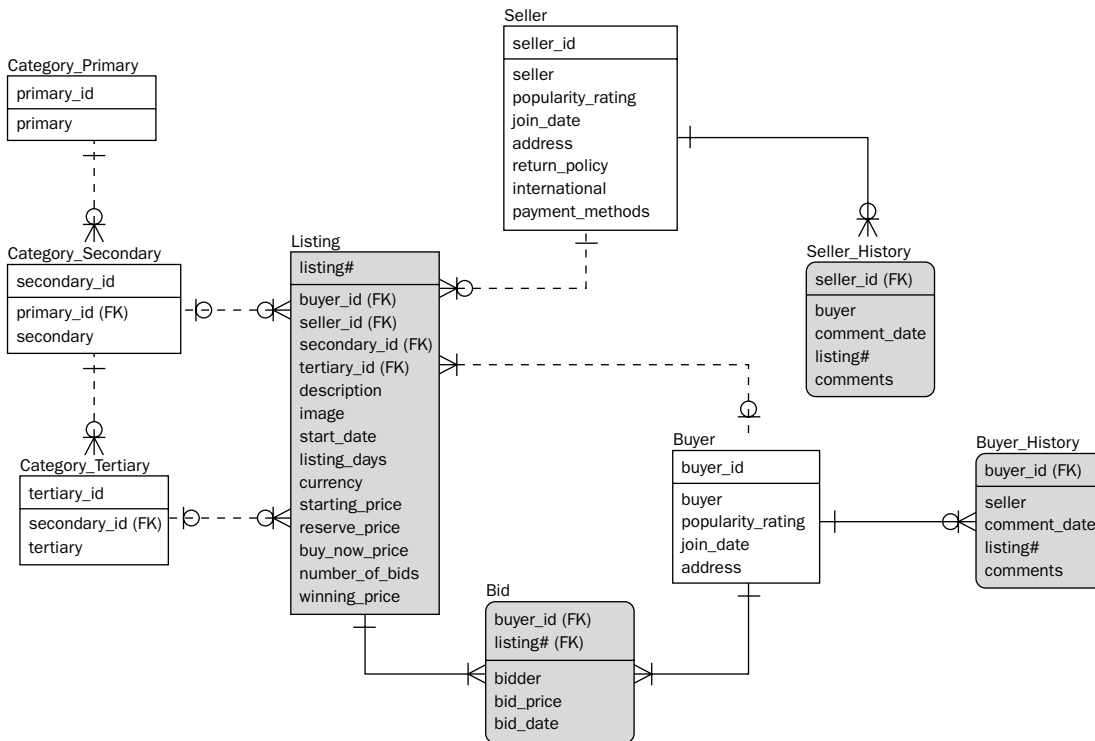 Seller
seller_id
seller
popularity_rating
join_date
address
return_policy
international
payment_methods
Category_Primary
primary_id
primary
Category_Secondary
secondary_id
primary_id (FK)
secondary
Category_Tertiary
tertiary_id
secondary_id (FK)
tertiary
Listing
listing#
buyer_id (FK)
seller_id (FK)
secondary_id (FK)
tertiary_id (FK)
description
image
start_date
listing_days
currency
starting_price
reserve_price
buy_now_price
number_of_bids
winning_price
Seller_History
seller_id (FK)
buyer
comment_date
listing#
comments
Buyer
buyer_id
buyer
popularity_rating
join_date
address
Buyer_History
buyer_id (FK)
seller
comment_date
listing#
comments
Bid
buyer_id (FK)
listing# (FK)
bidder
bid_price
bid_date